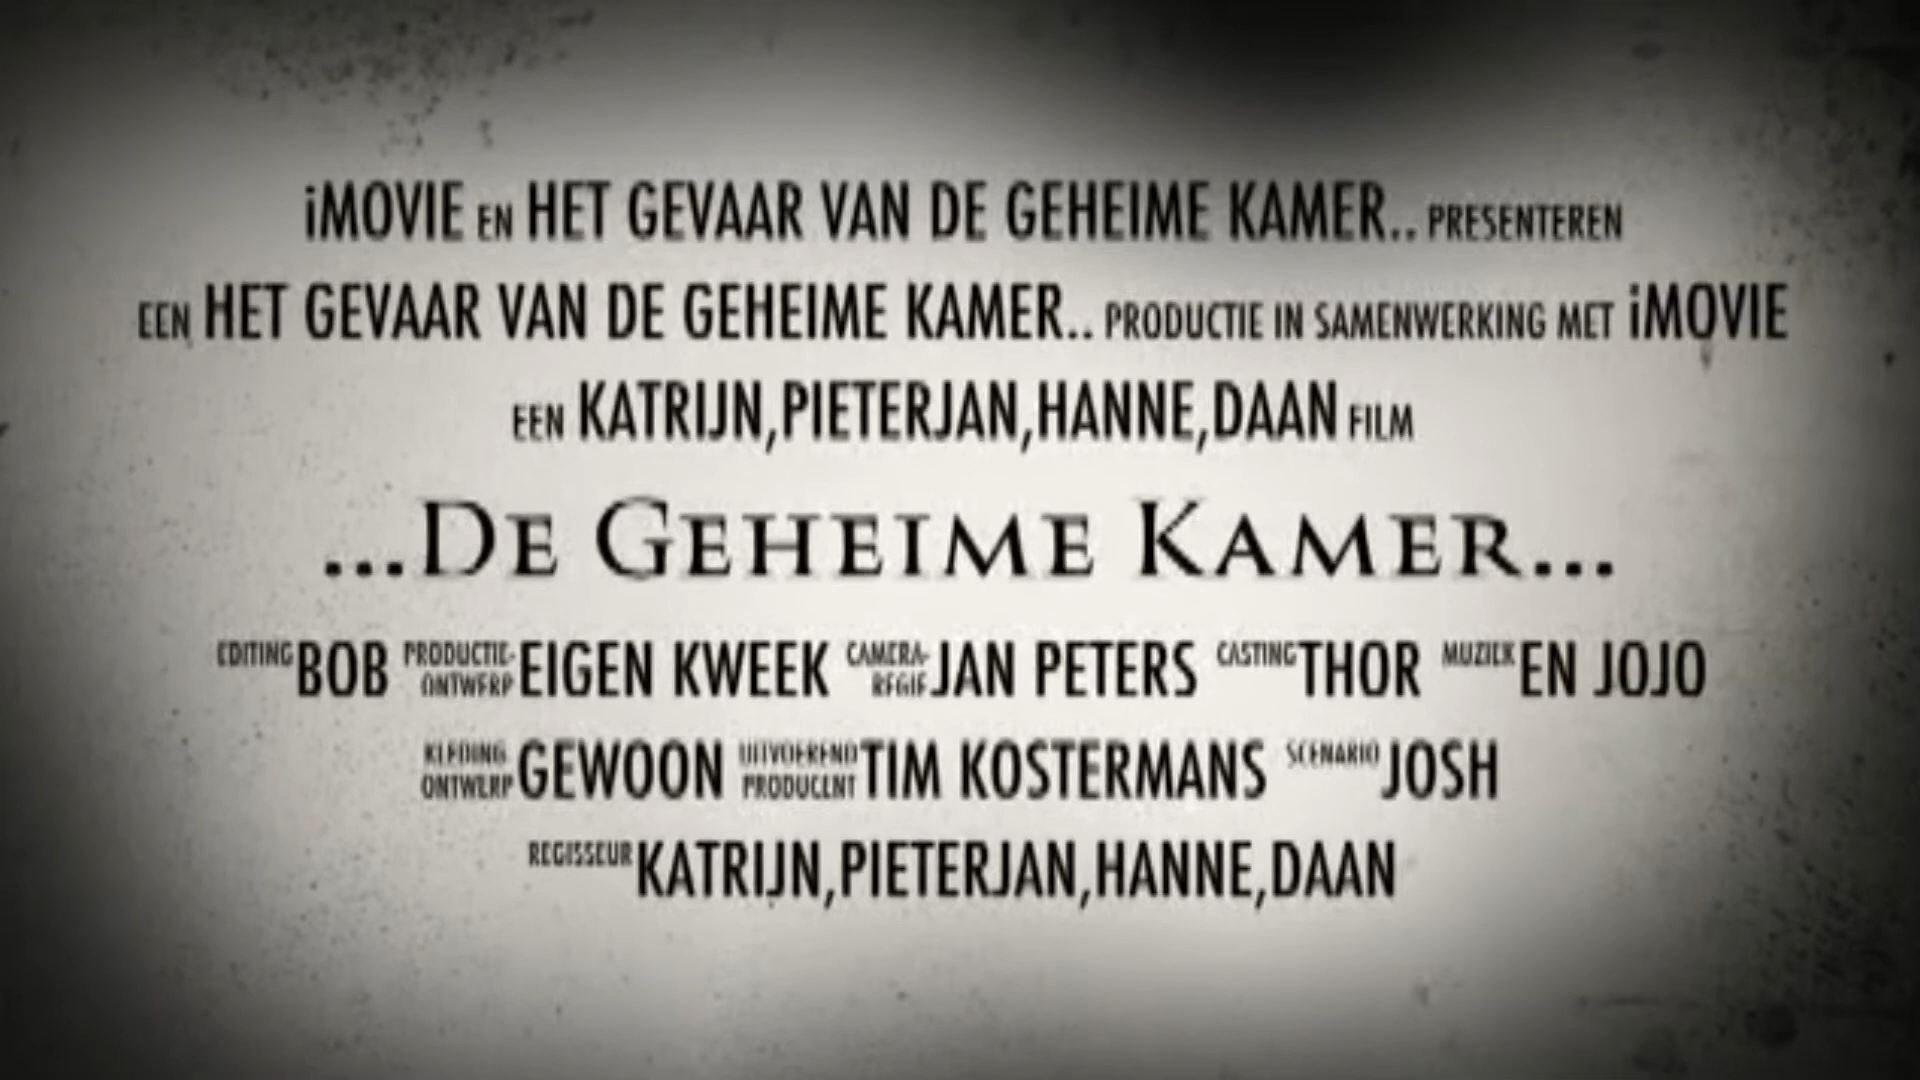 iMOVIE EN HET GEVAAR VAN DE GEHEIME KAMER.. PRESENTEREN
EEN HET GEVAAR VAN DE GEHEIME KAMER.. PRODUCTIE IN SAMENWERKING MET iMOVIE
EEN KATRIJN,PIETERJAN,HANNE,DAAN FILM
...DE GEHEIME KAMER...
EDITING BOB PRODUCTIE-ONTWERP EIGEN KWEEK CAMERA-REGIE JAN PETERS CASTING THOR MUZIEK EN JOJO
KLEDING ONTWERP GEWOON UITVOEREND PRODUCENT TIM KOSTERMANS SCENARIO JOSH
REGISSEUR KATRIJN,PIETERJAN,HANNE,DAAN